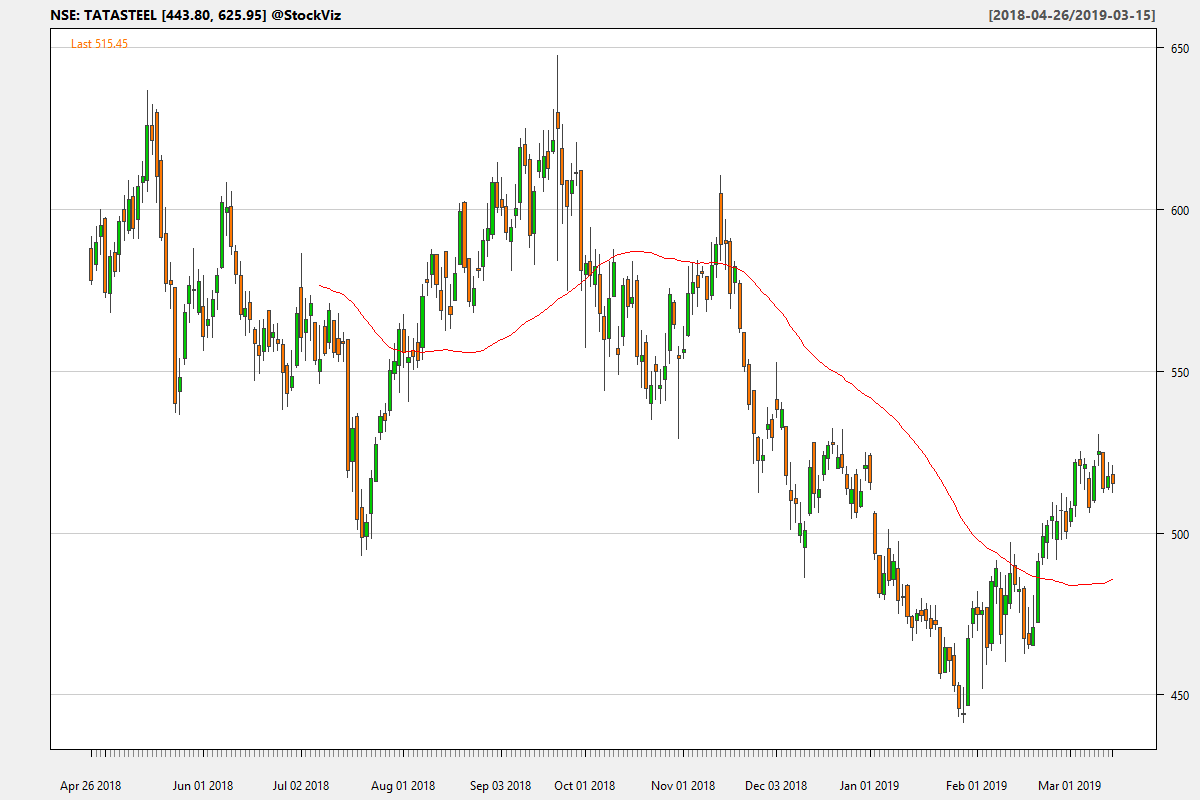 NSE: TATASTEEL [443.80, 625.95] @StockViz
[2018-04-26/2019-03-15]
Last 515.45
650
600
550
500
450
Apr 26 2018
Jun 01 2018
Jul 02 2018
Aug 01 2018
Sep 03 2018
Oct 01 2018
Nov 01 2018
Dec 03 2018
Jan 01 2019
Feb 01 2019
Mar 01 2019